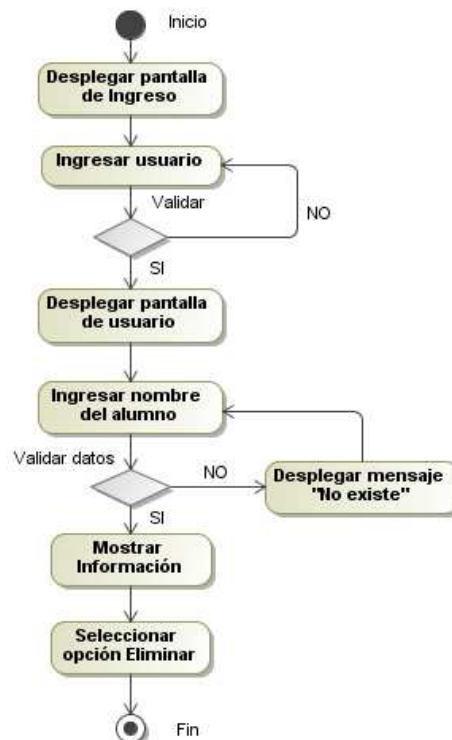 Inicio
Desplegar pantalla
de Ingreso
Ingresar usuario
Validar
NO
SI
Desplegar pantalla
de usuario
Ingresar nombre
del alumno
Validar datos
NO
Desplegar mensaje
"No existe"
SI
Mostrar
Información
Seleccionar
opción Eliminar
Fin